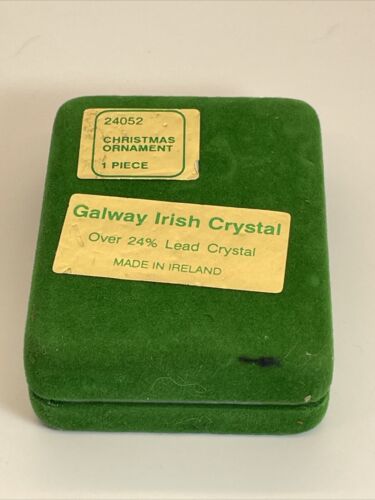 24052
CHRISTMAS
ORNAMENT
1 PIECE
Galway Irish Crystal
Over 24% Lead Crystal
MADE IN IRELAND